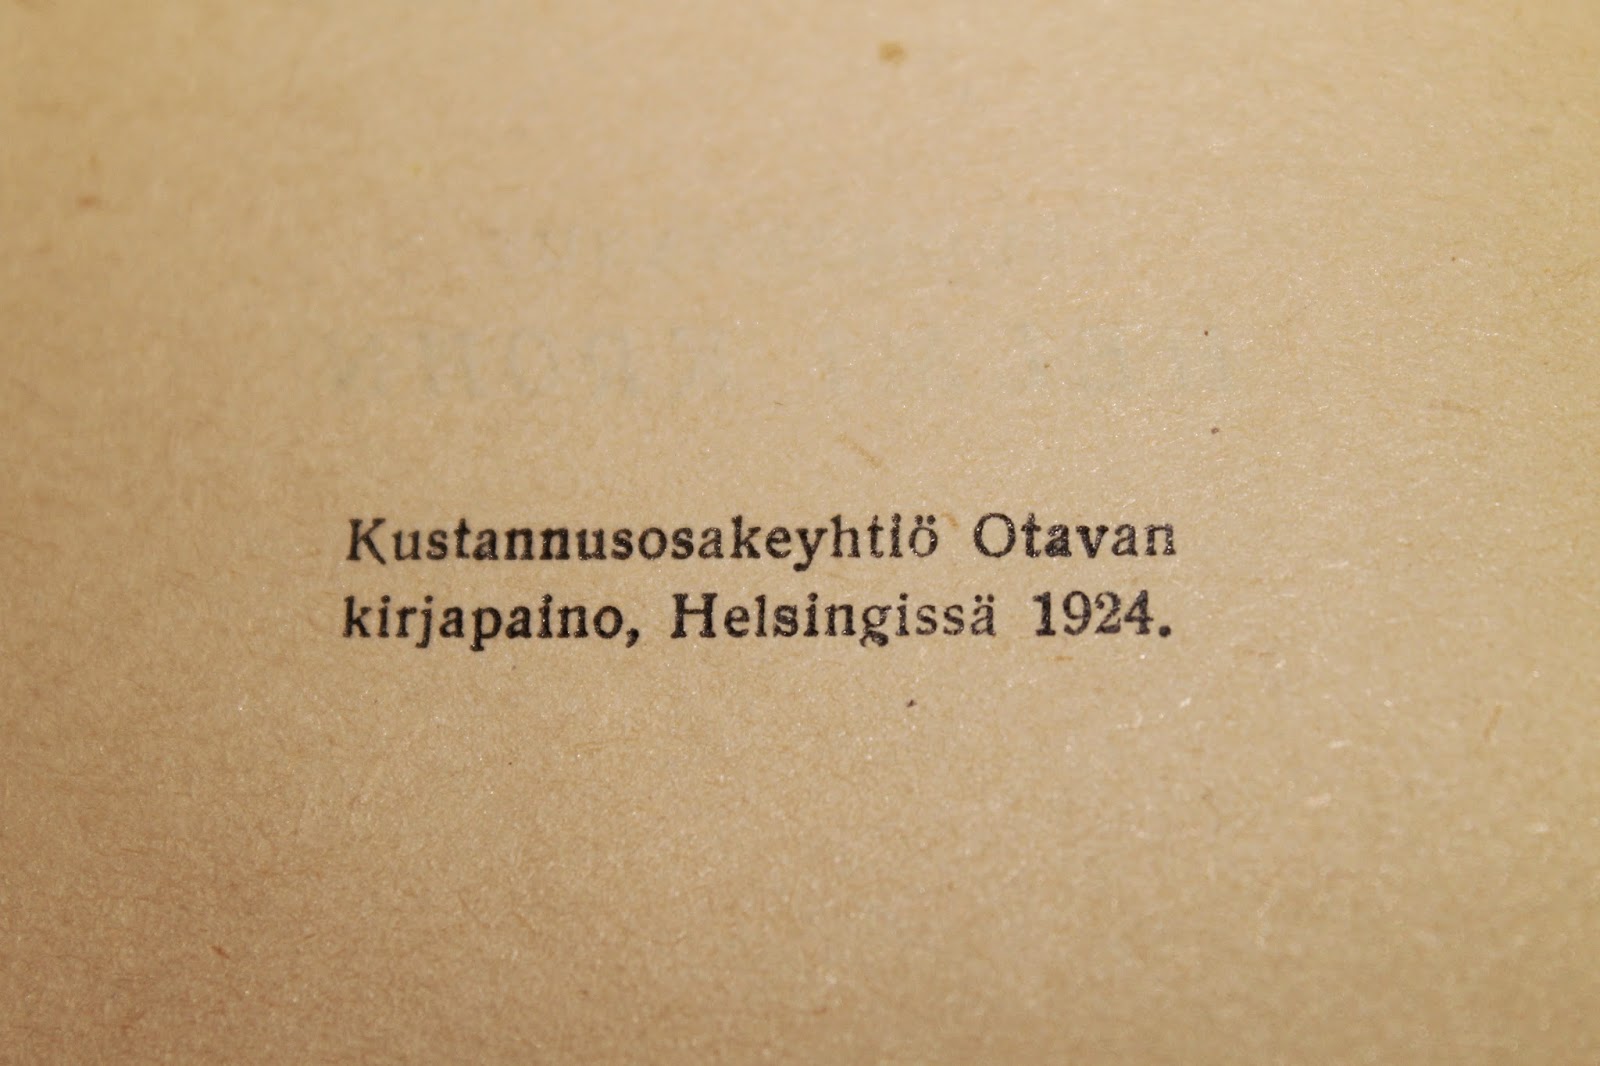 Kustannusosakeyhtiö Otavan
kirjapaino, Helsingissä 1924.